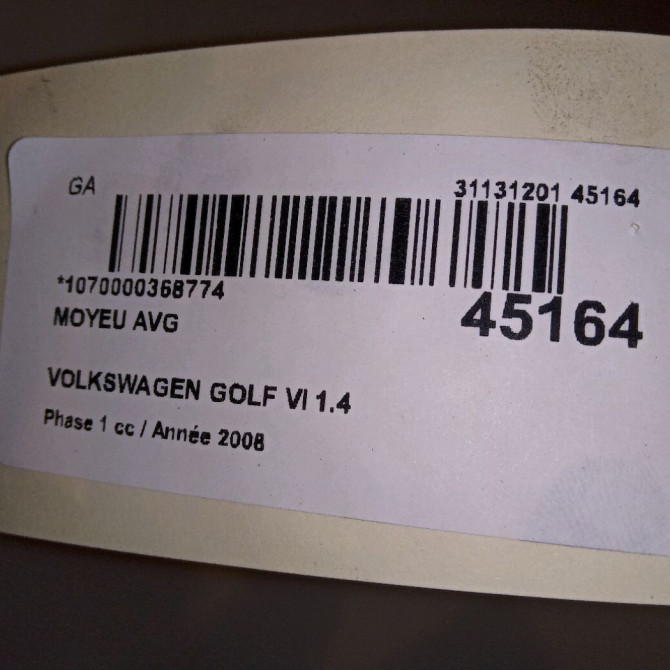 GA
31131201 45164
*1070000368774
45164
MOYEU AVG
VOLKSWAGEN GOLF VI 1.4
Phase 1 cc / Année 2008